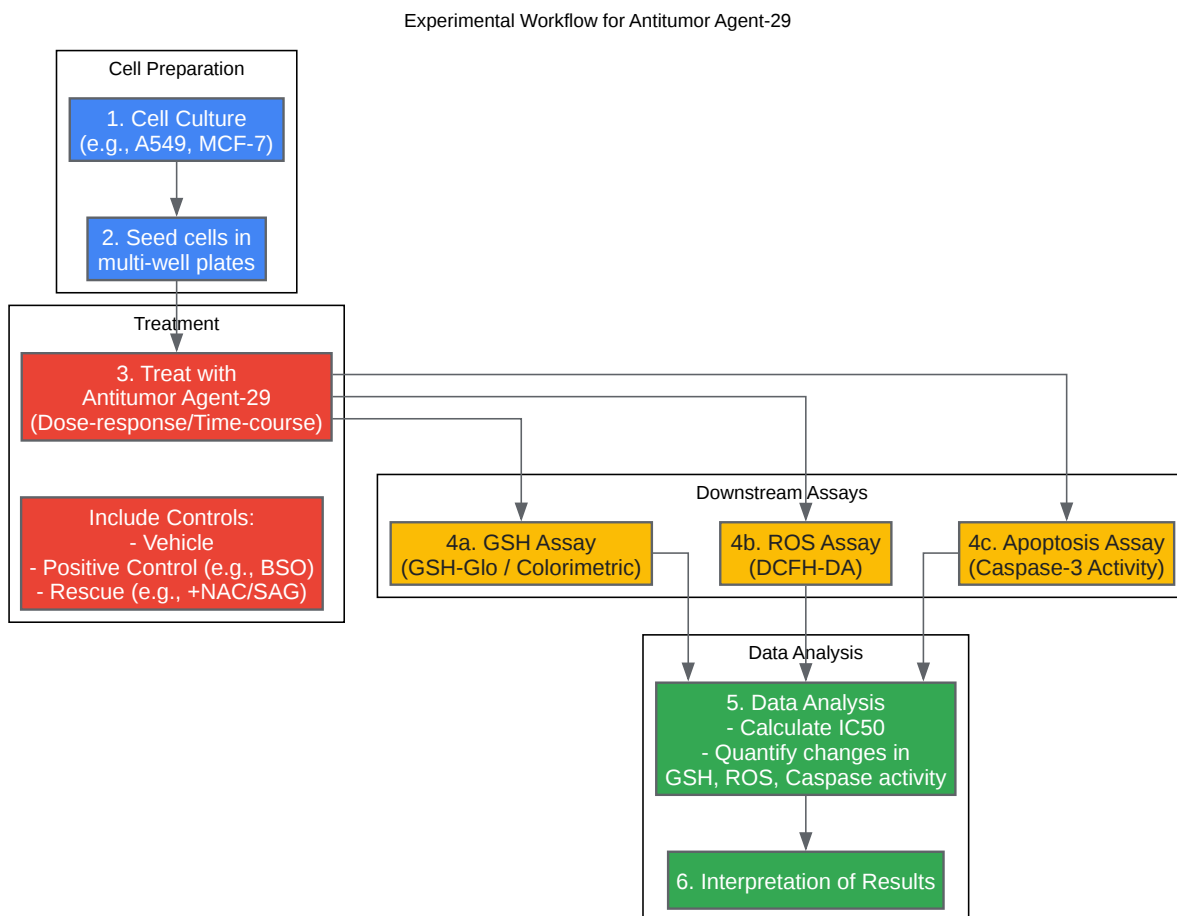 Experimental Workflow for Antitumor Agent-29
Cell Preparation
1. Cell Culture
(e.g., A549, MCF-7)
2. Seed cells in
multi-well plates
Treatment
3. Treat with
Antitumor Agent-29
(Dose-response/Time-course)
Include Controls:
- Vehicle
- Positive Control (e.g., BSO)
- Rescue (e.g., +NAC/SAG)
Downstream Assays
4a. GSH Assay
(GSH-Glo / Colorimetric)
4b. ROS Assay
(DCFH-DA)
4c. Apoptosis Assay
(Caspase-3 Activity)
Data Analysis
5. Data Analysis
- Calculate IC50
- Quantify changes in
GSH, ROS, Caspase activity
6. Interpretation of Results